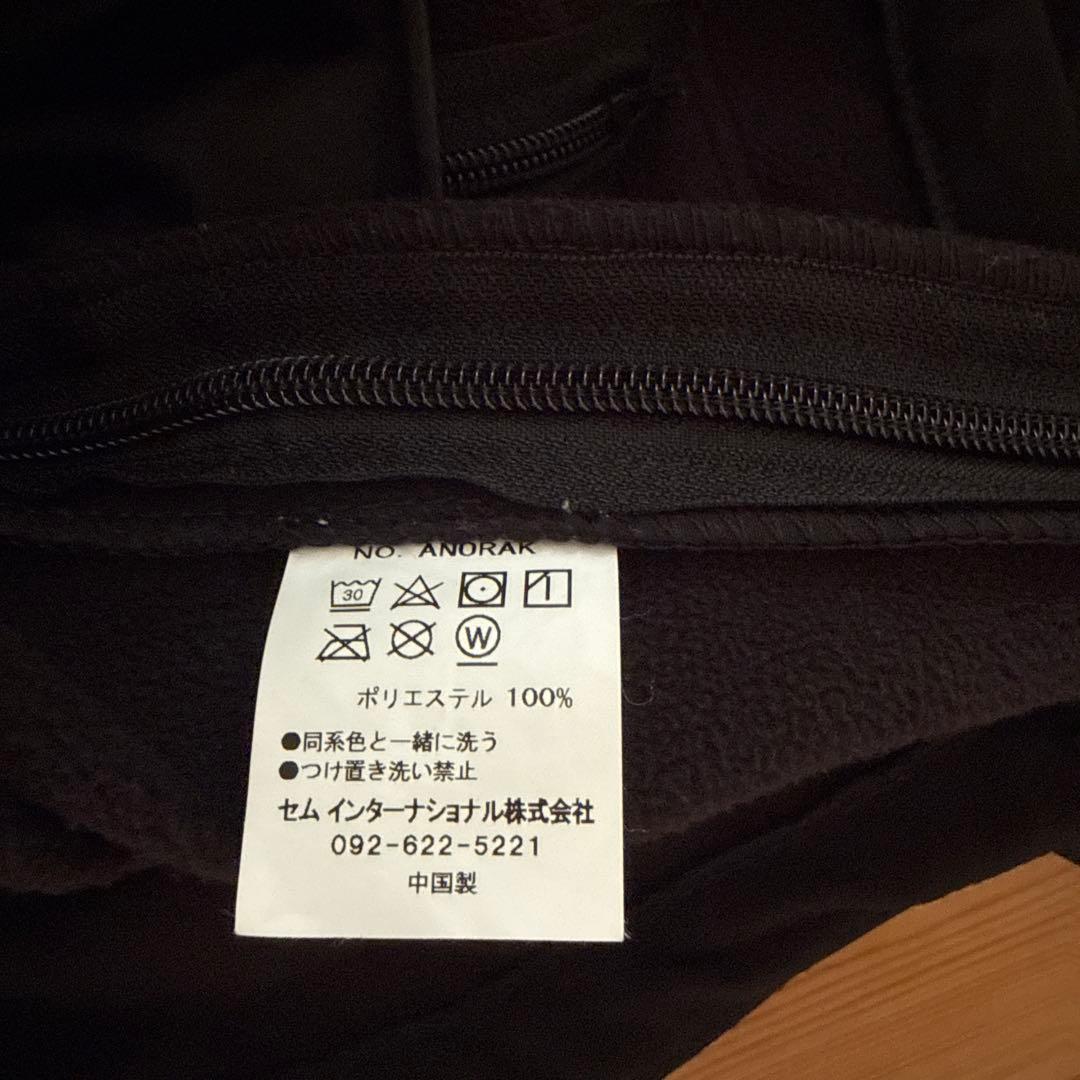 NO. ANORAK
30
W
ポリエステル 100%
●同系色と一緒に洗う
●つけ置き洗い禁止
セム インターナショナル株式会社
092-622-5221
中国製